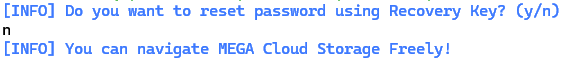 [INFO] Do you want to reset password using Recovery Key? (y/n)
n
[INFO] You can navigate MEGA Cloud Storage Freely!